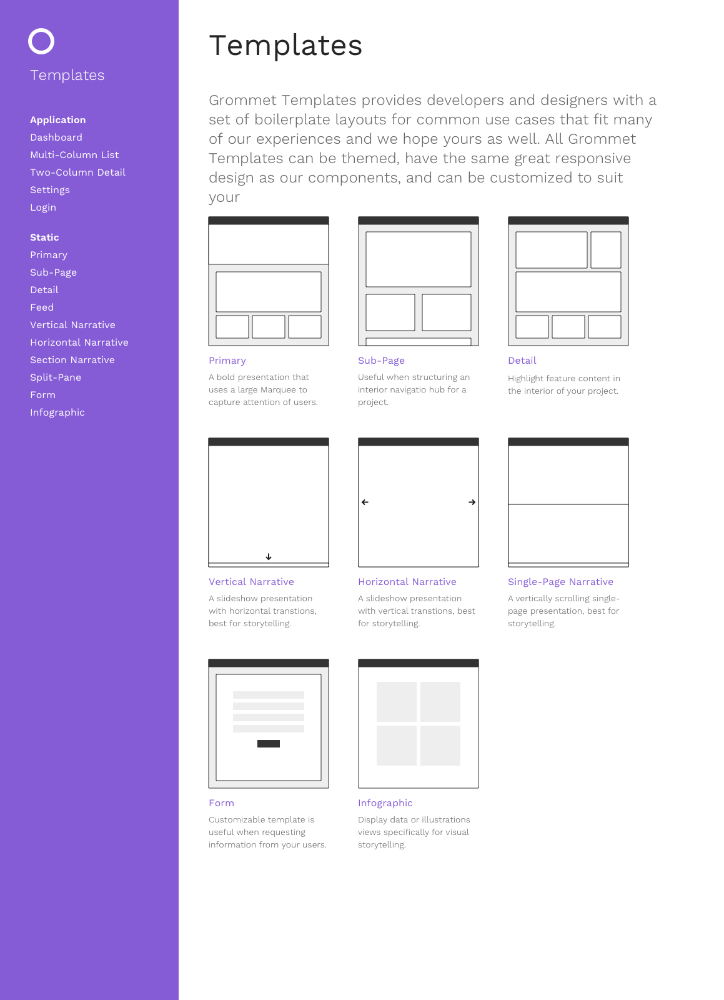 Templates
Application
Dashboard
Multi-Column List
Two-Column Detail
Settings
Login
Static
Primary
Sub-Page
Detail
Feed
Vertical Narrative
Horizontal Narrative
Section Narrative
Split-Pane
Form
Infographic
Templates
Grommet Templates provides developers and designers with a
set of boilerplate layouts for common use cases that fit many
of our experiences and we hope yours as well. All Grommet
Templates can be themed, have the same great responsive
design as our components, and can be customized to suit
your
Primary
A bold presentation that
uses a large Marquee to
capture attention of users.
Sub-Page
Useful when structuring an
interior navigatio hub for a
project.
Detail
Highlight feature content in
the interior of your project.
Vertical Narrative
A slideshow presentation
with horizontal transtions,
best for storytelling.
Horizontal Narrative
A slideshow presentation
with vertical transtions, best
for storytelling.
Single-Page Narrative
A vertically scrolling single-
page presentation, best for
storytelling.
Form
Customizable template is
useful when requesting
information from your users.
Infographic
Display data or illustrations
views specifically for visual
storytelling.